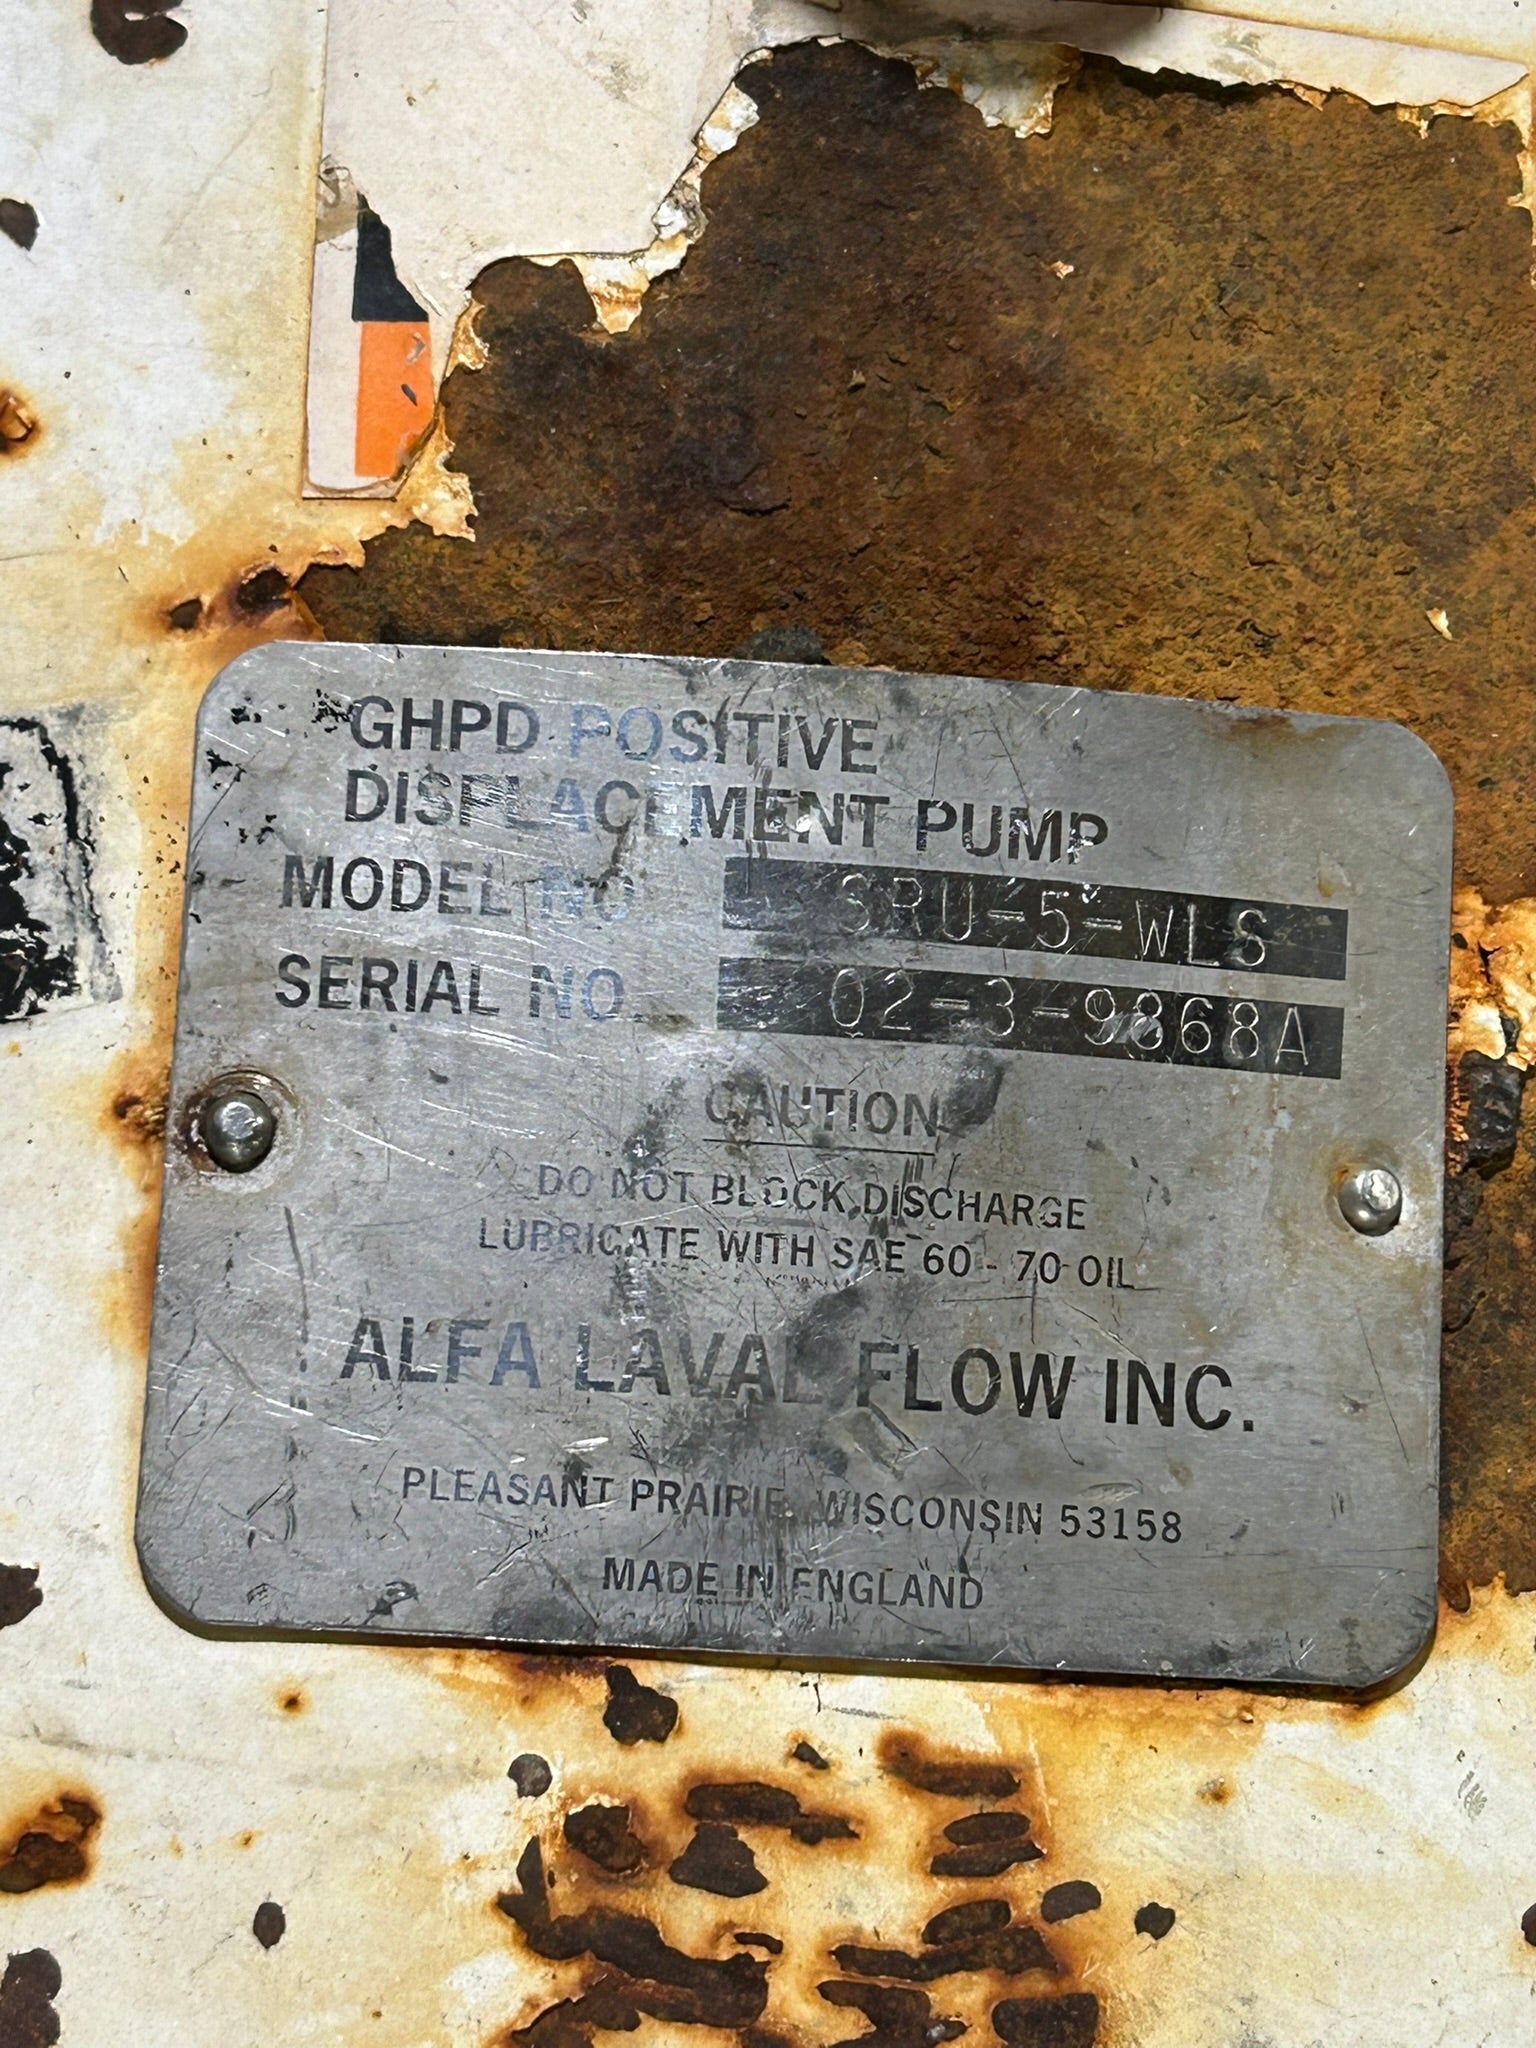 GHPD POSITIVE
DISPLACEMENT PUMP
MODEL NO. SRU-5-WLS
SERIAL NO. 02-3-9868A
CAUTION
DO NOT BLOCK DISCHARGE
LUBRICATE WITH SAE 60 - 70 OIL
ALFA LAVAL FLOW INC.
PLEASANT PRAIRIE, WISCONSIN 53158
MADE IN ENGLAND